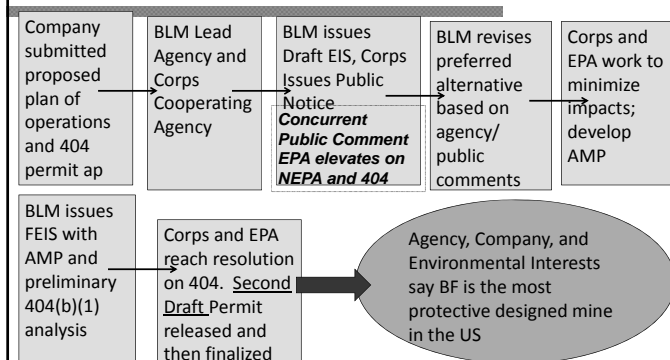 Company
submitted
proposed
plan of
operations
and 404
permit ap
BLM Lead
Agency and
Corps
Cooperating
Agency
BLM issues
Draft EIS, Corps
Issues Public
Notice
Concurrent
Public Comment
EPA elevates on
NEPA and 404
BLM revises
preferred
alternative
based on
agency/
public
comments
Corps and
EPA work to
minimize
impacts;
develop
AMP
BLM issues
FEIS with
AMP and
preliminary
404(b)(1)
analysis
Corps and EPA
reach resolution
on 404. Second
Draft Permit
released and
then finalized
Agency, Company, and
Environmental Interests
say BF is the most
protective designed mine
in the US